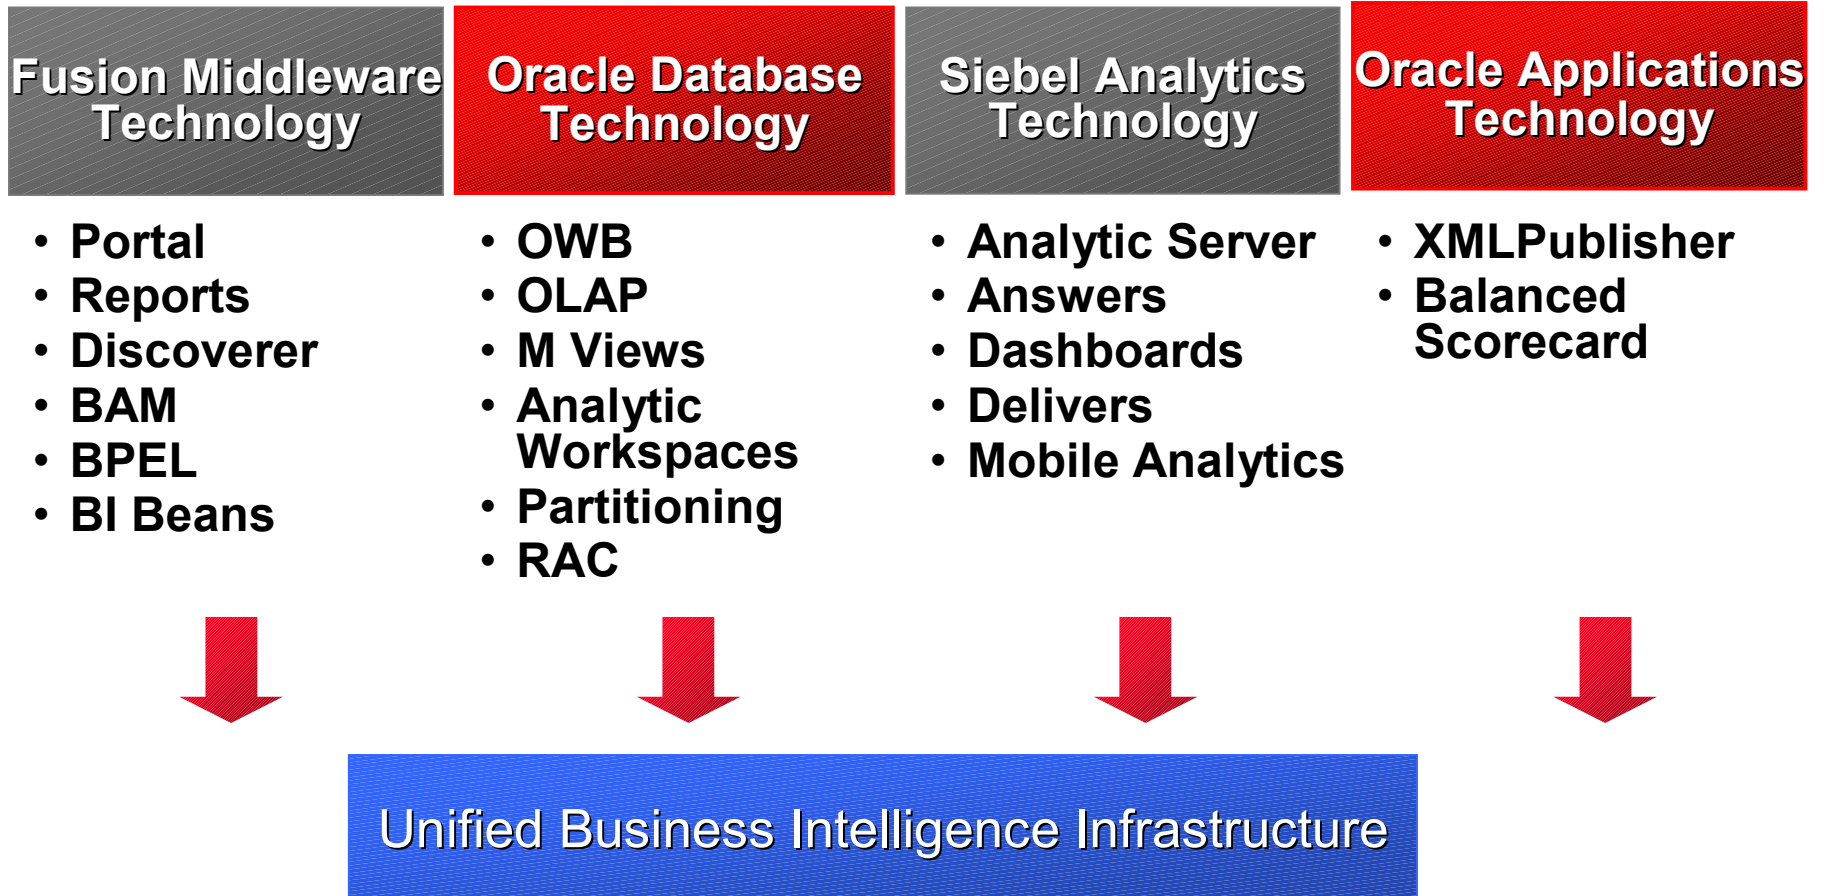 Fusion Middleware
Technology
• Portal
• Reports
• Discoverer
• BAM
• BPEL
• BI Beans
Oracle Database
Technology
• OWB
• OLAP
• M Views
• Analytic
Workspaces
• Partitioning
• RAC
Siebel Analytics
Technology
• Analytic Server
• Answers
• Dashboards
• Delivers
• Mobile Analytics
Oracle Applications
Technology
• XMLPublisher
• Balanced
Scorecard
Unified Business Intelligence Infrastructure